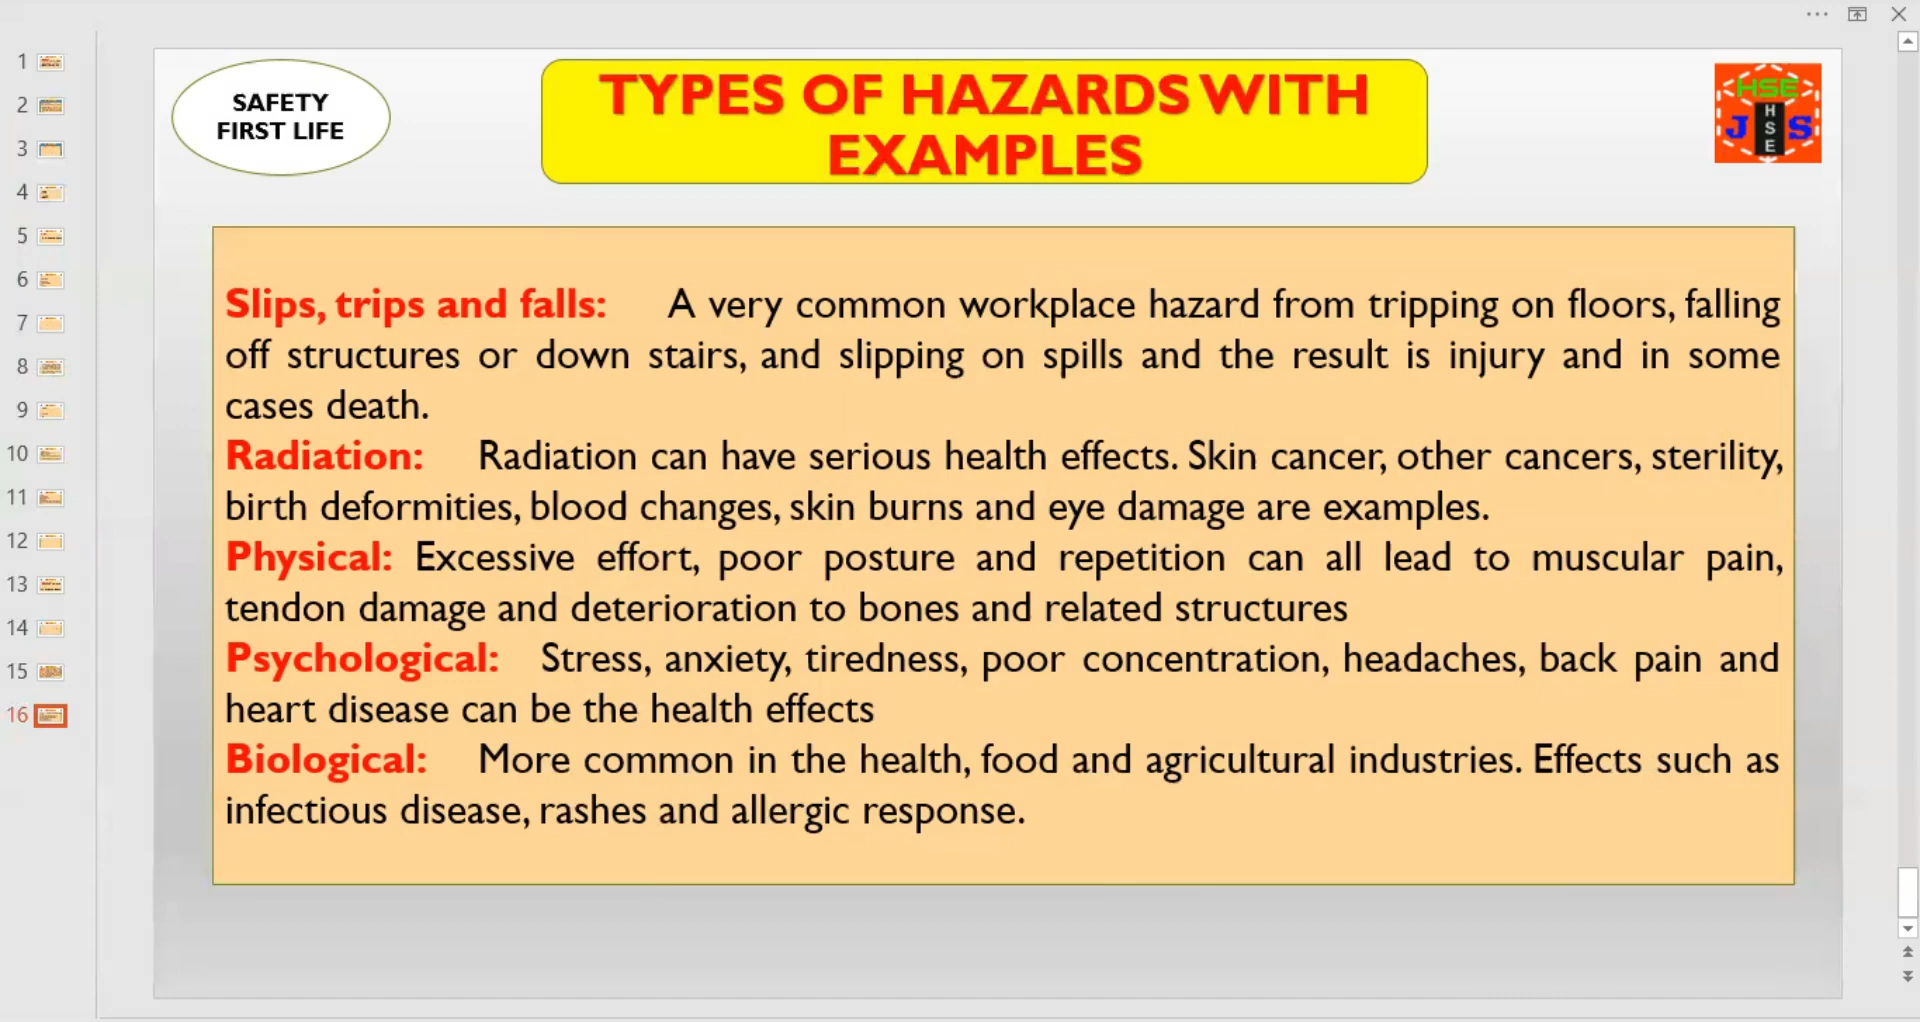 SAFETY
FIRST LIFE
TYPES OF HAZARDS WITH
EXAMPLES
HSE
J H S
S
E
1
2
3
4
5
6
7
8
9
10
11
12
13
14
15
16
Slips, trips and falls: A very common workplace hazard from tripping on floors, falling
off structures or down stairs, and slipping on spills and the result is injury and in some
cases death.
Radiation: Radiation can have serious health effects. Skin cancer, other cancers, sterility,
birth deformities, blood changes, skin burns and eye damage are examples.
Physical: Excessive effort, poor posture and repetition can all lead to muscular pain,
tendon damage and deterioration to bones and related structures
Psychological: Stress, anxiety, tiredness, poor concentration, headaches, back pain and
heart disease can be the health effects
Biological: More common in the health, food and agricultural industries. Effects such as
infectious disease, rashes and allergic response.